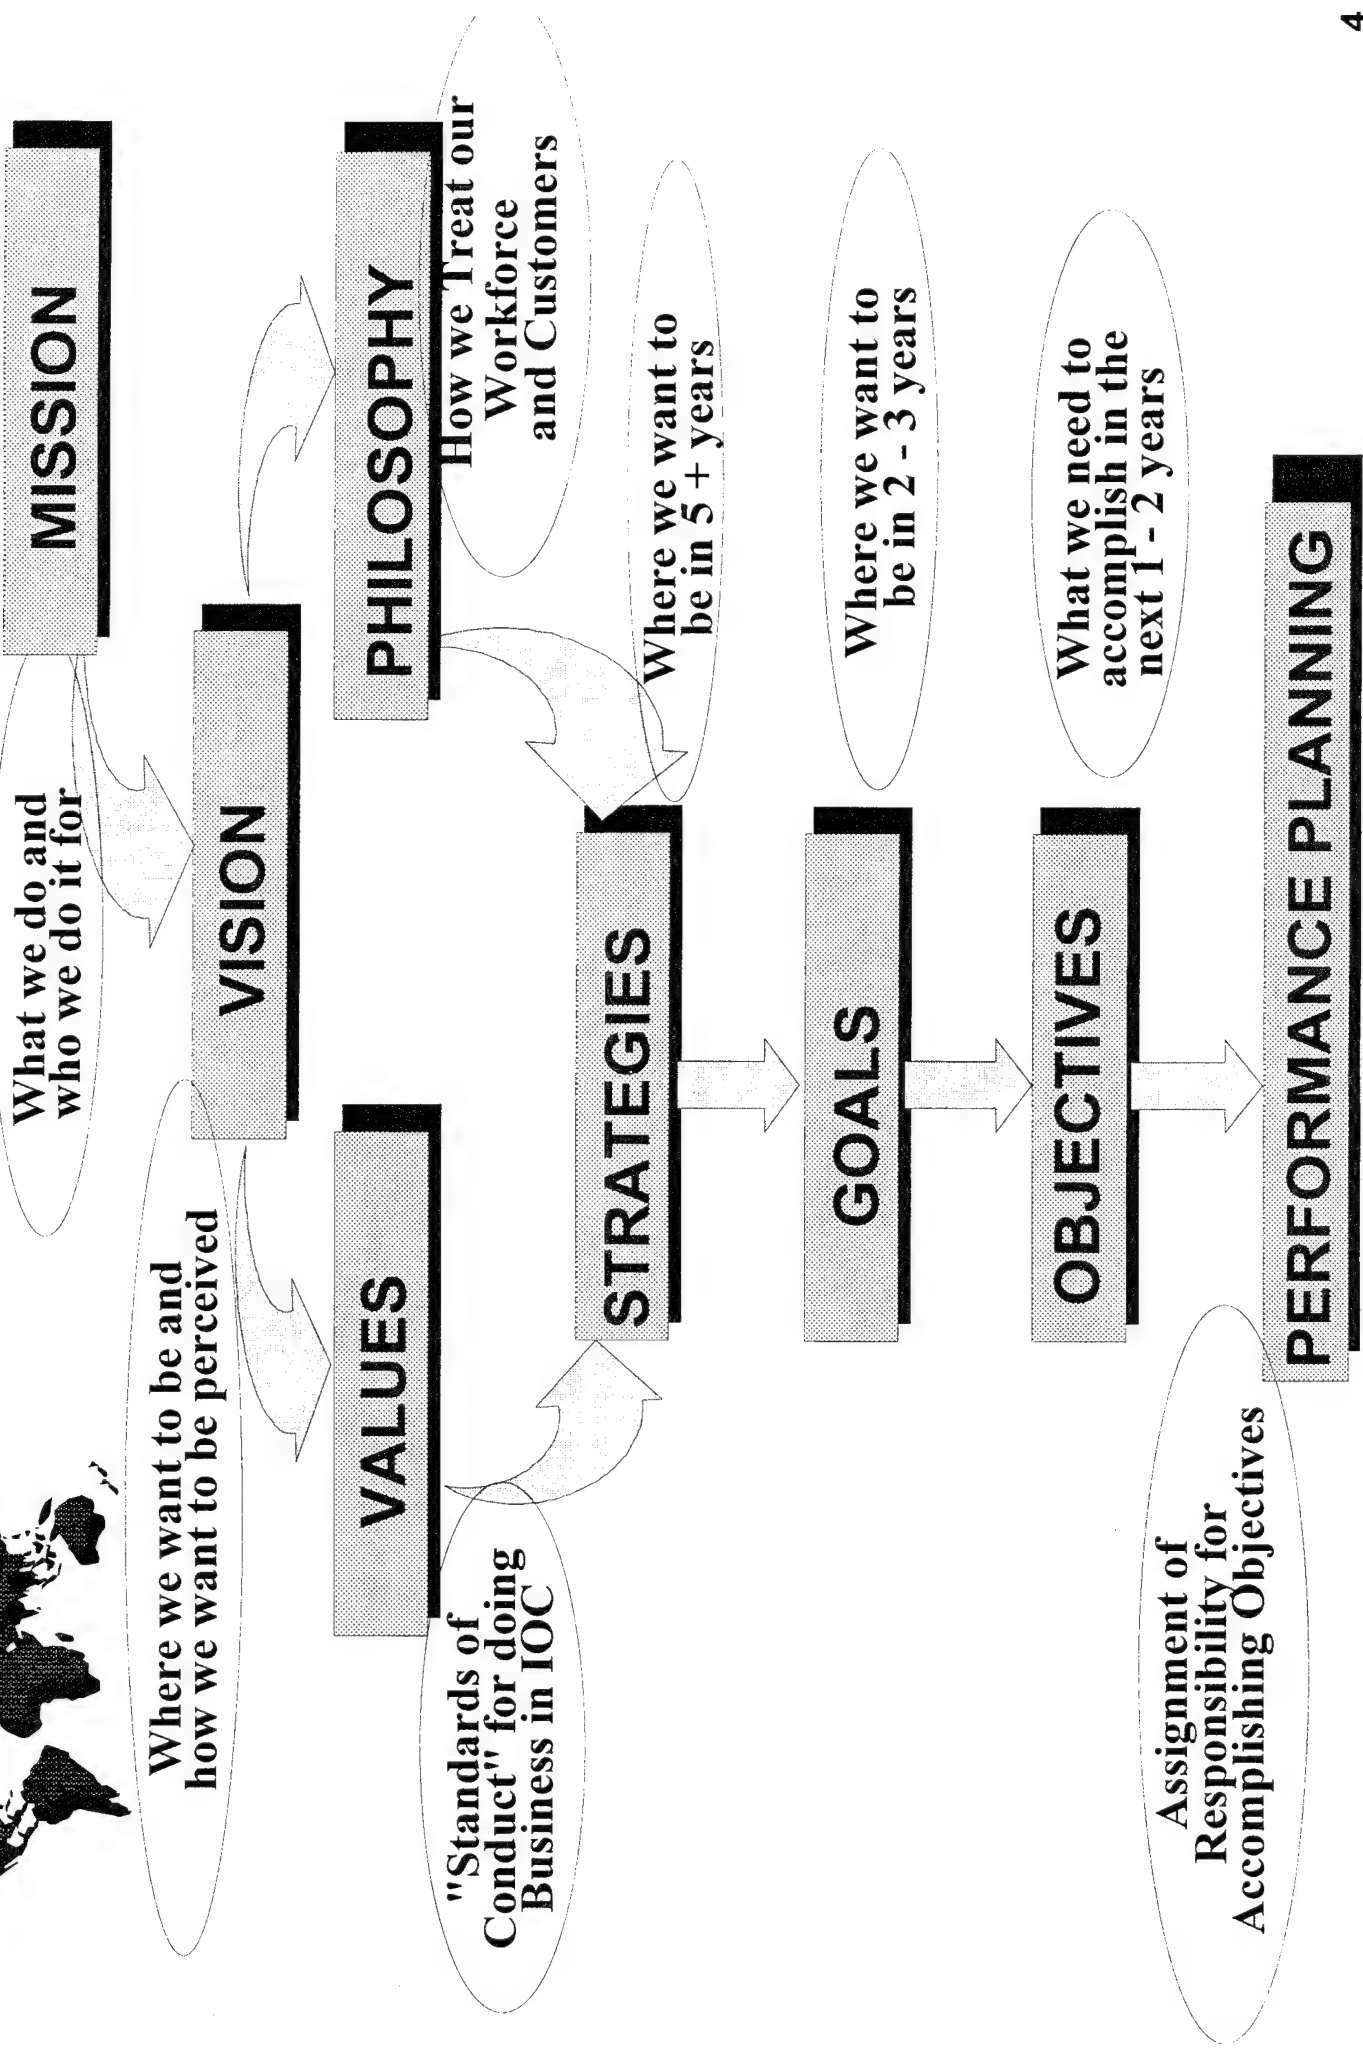 MISSION
What we do and
who we do it for
VISION
Where we want to be and
how we want to be perceived
VALUES
"Standards of
Conduct" for doing
Business in IOC
PHILOSOPHY
How we Treat our
Workforce
and Customers
STRATEGIES
Where we want to
be in 5 + years
GOALS
Where we want to
be in 2 - 3 years
OBJECTIVES
What we need to
accomplish in the
next 1 - 2 years
PERFORMANCE PLANNING
Assignment of
Responsibility for
Accomplishing Objectives
4